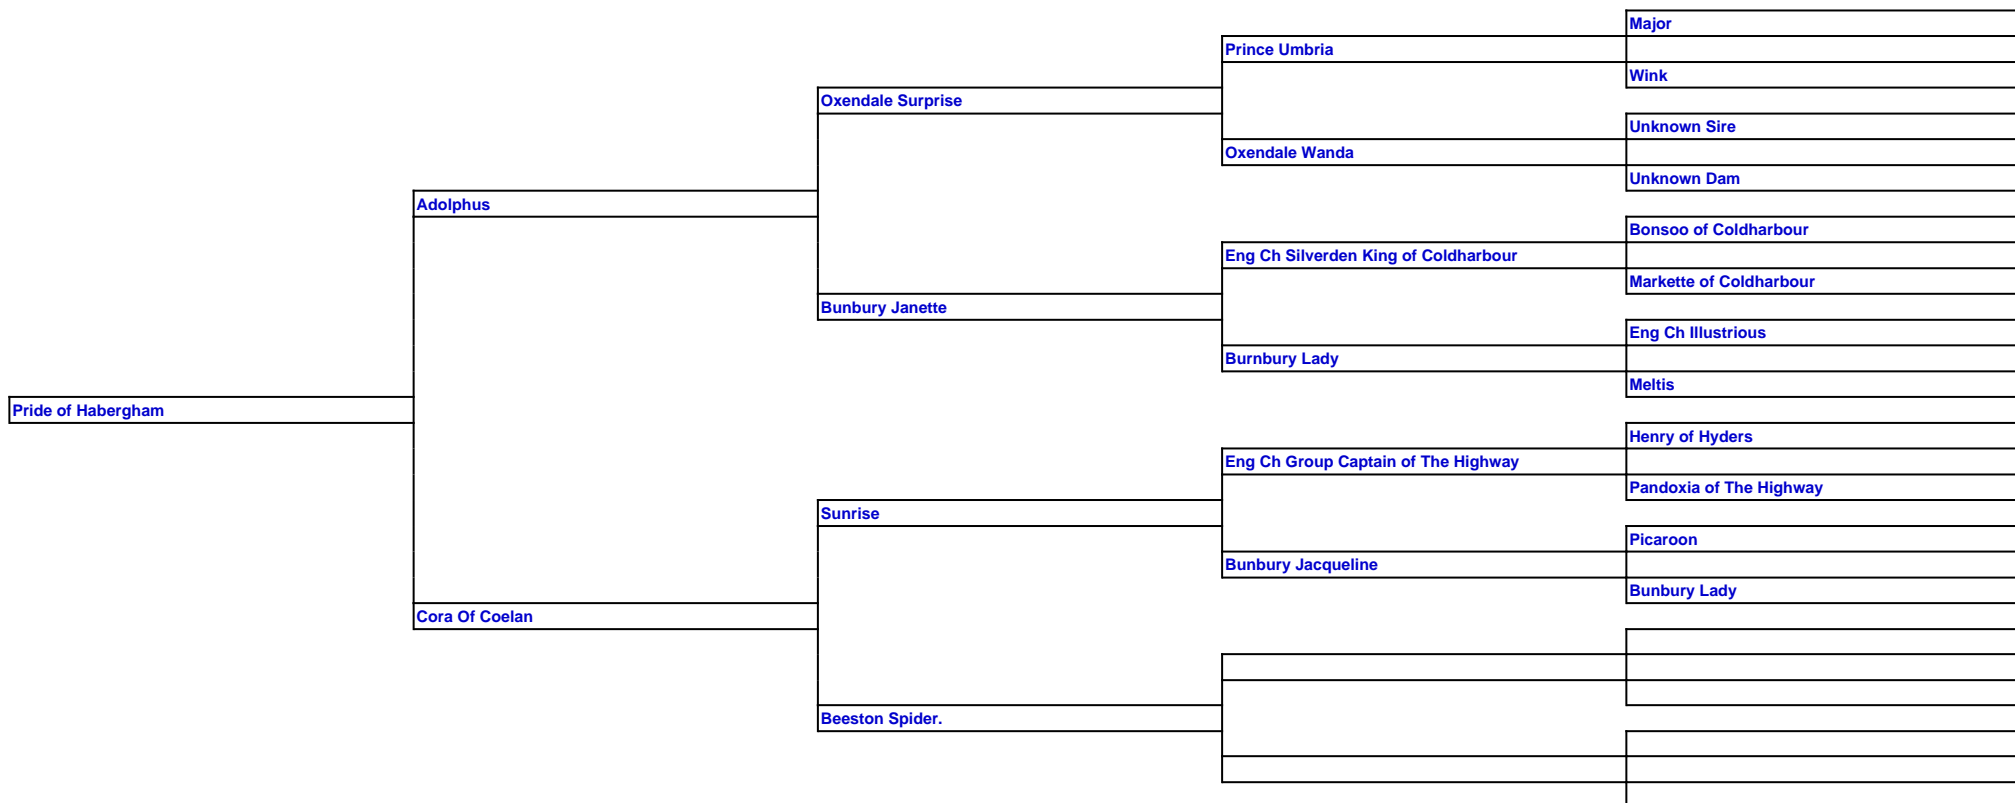 Major
Prince Umbria
Wink
Oxendale Surprise
Unknown Sire
Oxendale Wanda
Unknown Dam
Adolphus
Bonsoo of Coldharbour
Eng Ch Silverden King of Coldharbour
Markette of Coldharbour
Bunbury Janette
Eng Ch Illustrious
Burnbury Lady
Meltis
Pride of Habergham
Henry of Hyders
Eng Ch Group Captain of The Highway
Pandoxia of The Highway
Sunrise
Picaroon
Bunbury Jacqueline
Bunbury Lady
Cora Of Coelan
Beeston Spider.